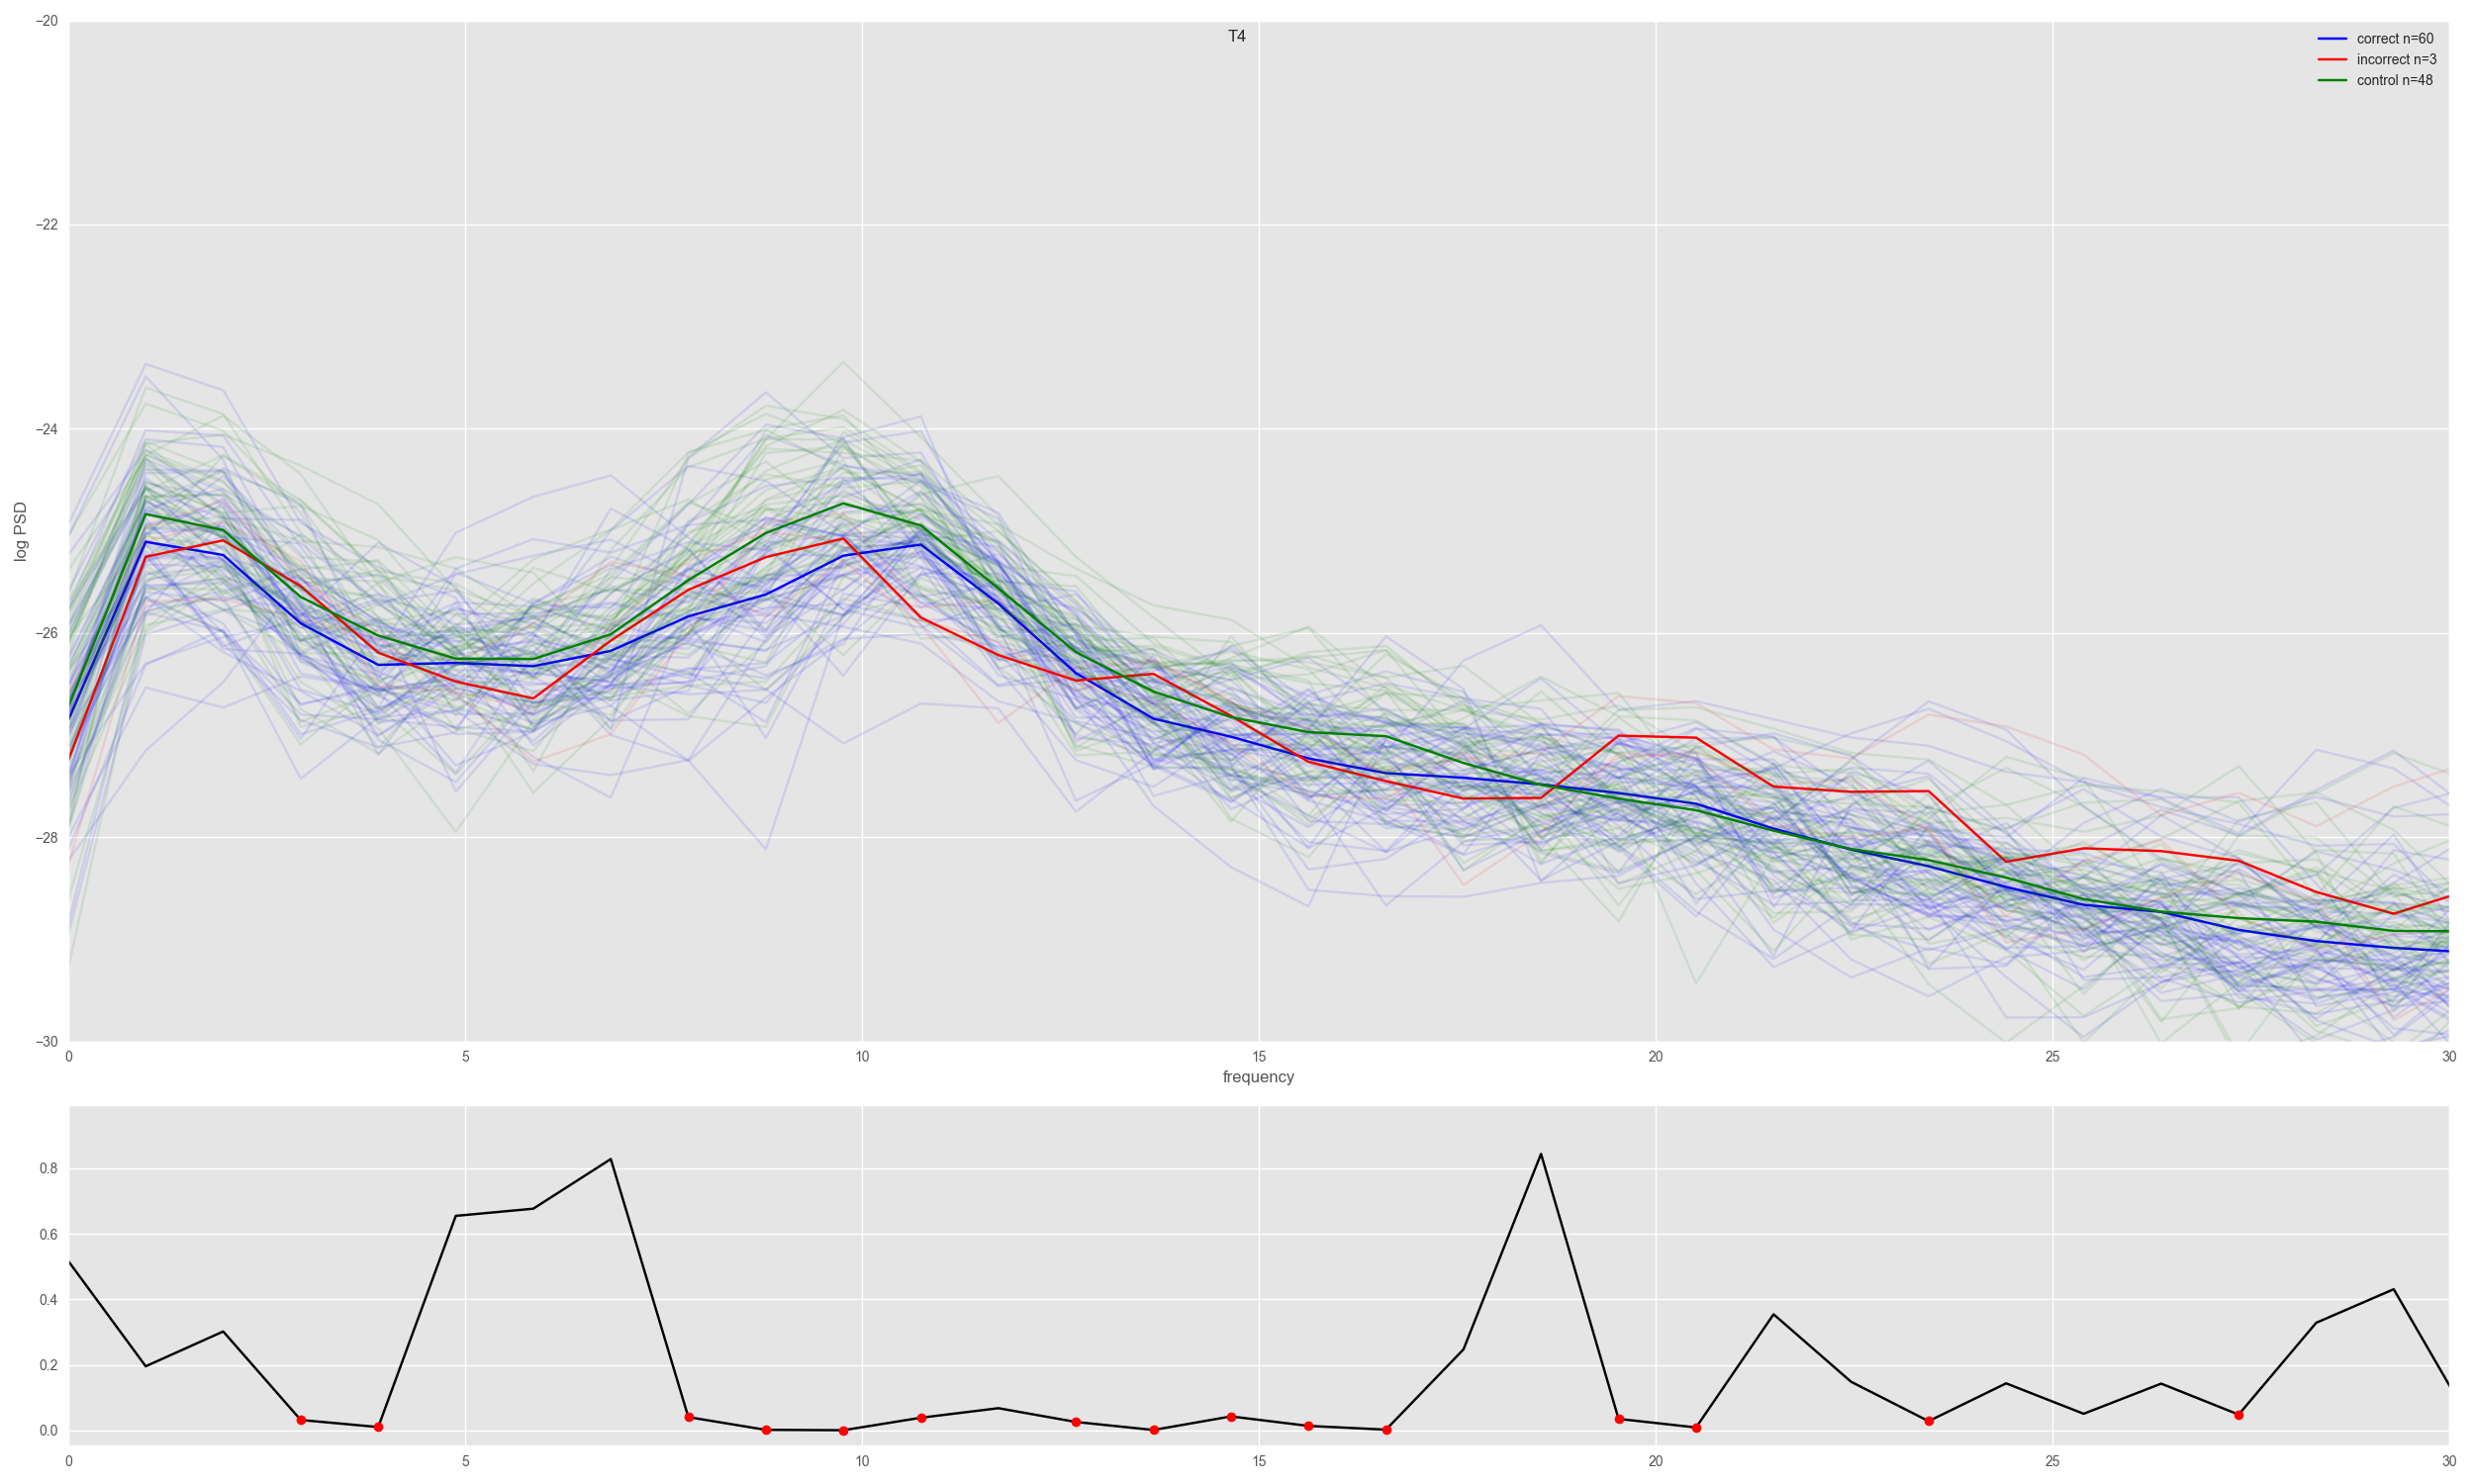 T4
correct n=60
incorrect n=3
control n=48
log PSD
−20
−22
−24
−26
−28
−30
0 5 10 15 20 25 30
frequency
0.8
0.6
0.4
0.2
0.0
0 5 10 15 20 25 30